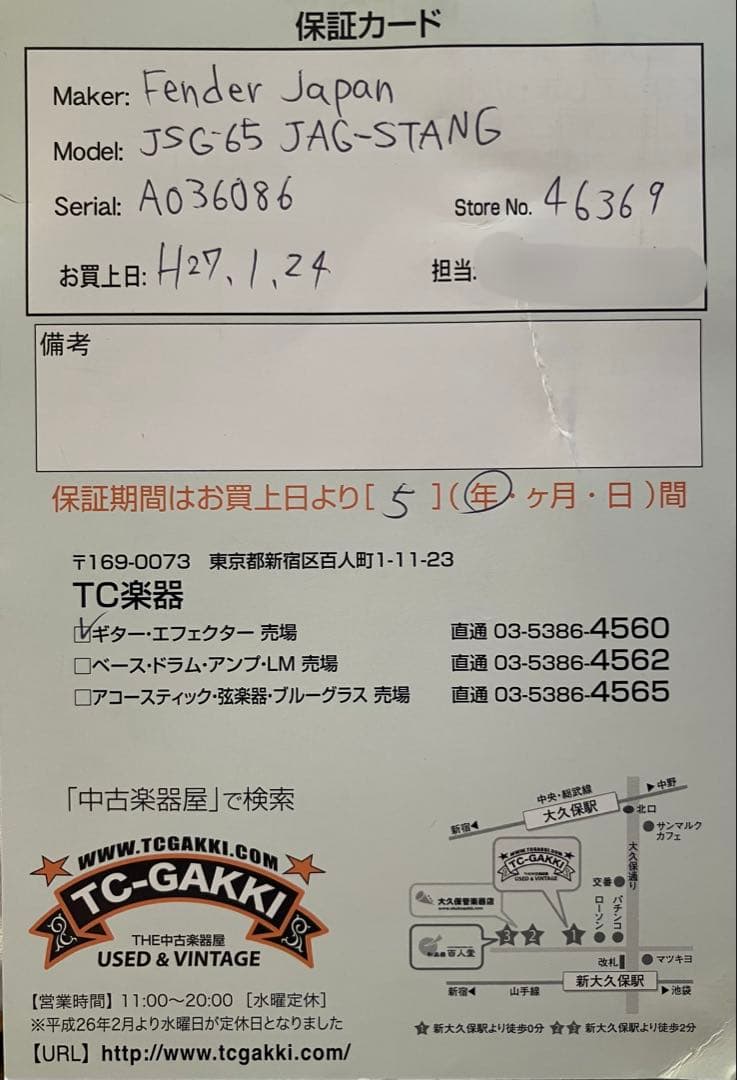 保証カード
Maker: Fender Japan
Model: JSG-65 JAG-STANG
Serial: A036086 Store No. 46369
お買上日: H27.1.24 担当.
備考
保証期間はお買上日より[ 5 ](年・ヶ月・日)間
〒169-0073 東京都新宿区百人町1-11-23
TC楽器
☑ギター・エフェクター 売場 直通 03-5386-4560
□ベース・ドラム・アンプ・LM 売場 直通 03-5386-4562
□アコースティック・弦楽器・ブルーグラス 売場 直通 03-5386-4565
「中古楽器屋」で検索
WWW.TCGAKKI.COM
TC-GAKKI
THE中古楽器屋
USED & VINTAGE
【営業時間】11:00〜20:00 [水曜定休]
※平成26年2月より水曜日が定休日となりました
【URL】http://www.tcgakki.com/
中央・総武線
▶中野
大久保駅
新宿◀
北口
サンマルク
カフェ
大久保通り
WWW.TCGAKKI.COM
TC-GAKKI
USED & VINTAGE
大久保管楽器店
交番
ローソン
パチンコ
百人堂
3 2 1
改札
マツキヨ
新大久保駅
新宿◀ 山手線 ▶池袋
1 新大久保駅より徒歩0分 2 3 新大久保駅より徒歩2分